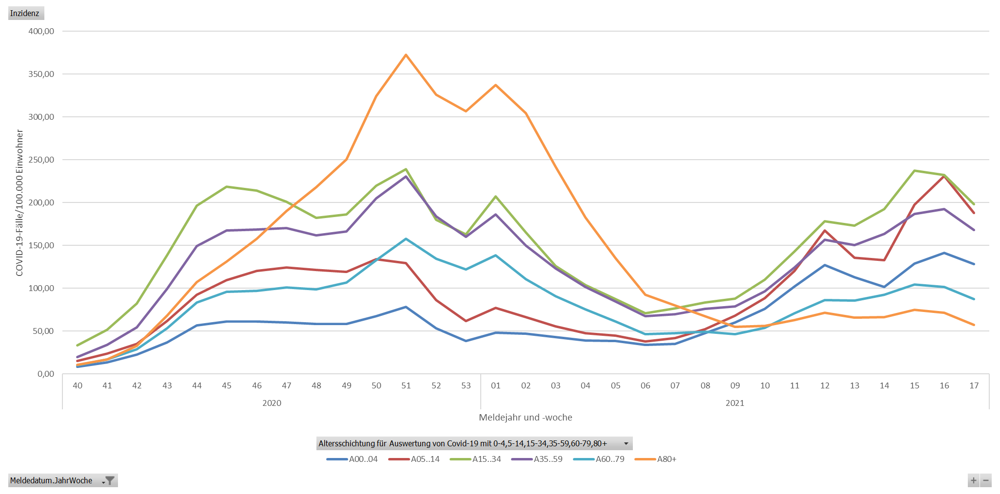 Inzidenz
400,00
350,00
300,00
250,00
200,00
150,00
100,00
50,00
0,00
COVID-19-Fälle/100.000 Einwohner
40 41 42 43 44 45 46 47 48 49 50 51 52 53 01 02 03 04 05 06 07 08 09 10 11 12 13 14 15 16 17
2020 2021
Meldejahr und -woche
Altersschichtung für Auswertung von Covid-19 mit 0-4,5-14,15-34,35-59,60-79,80+
A00..04 A05..14 A15..34 A35..59 A60..79 A80+
Meldedatum.JahrWoche
+ −